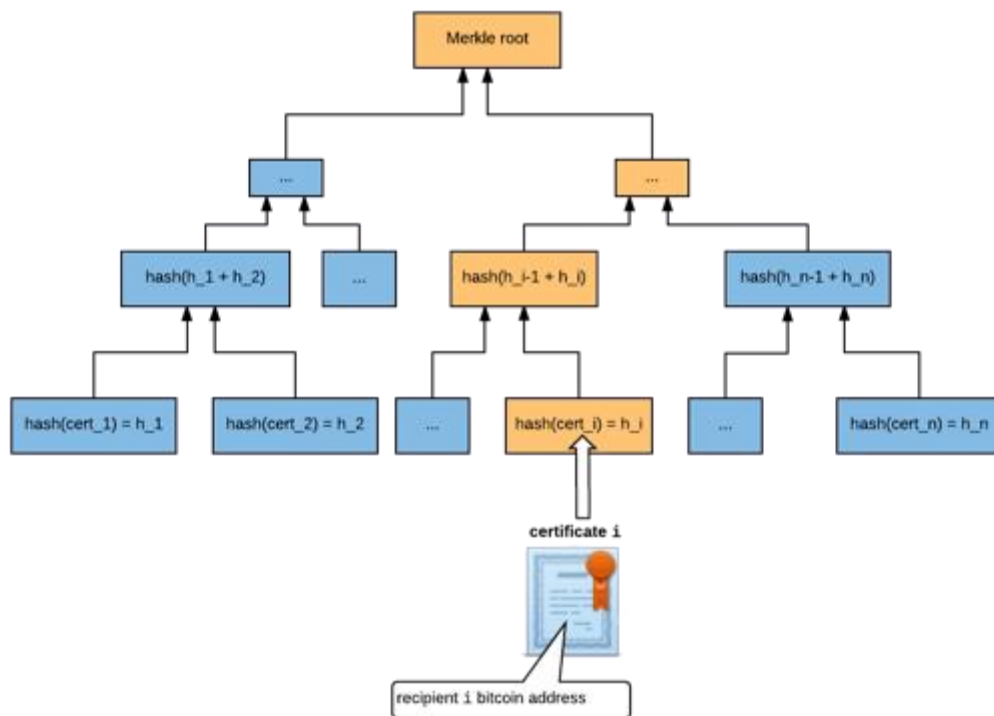 Merkle root
...
...
hash(h_1 + h_2)
...
hash(h_i-1 + h_i)
hash(h_n-1 + h_n)
hash(cert_1) = h_1
hash(cert_2) = h_2
...
hash(cert_i) = h_i
...
hash(cert_n) = h_n
certificate i
recipient i bitcoin address